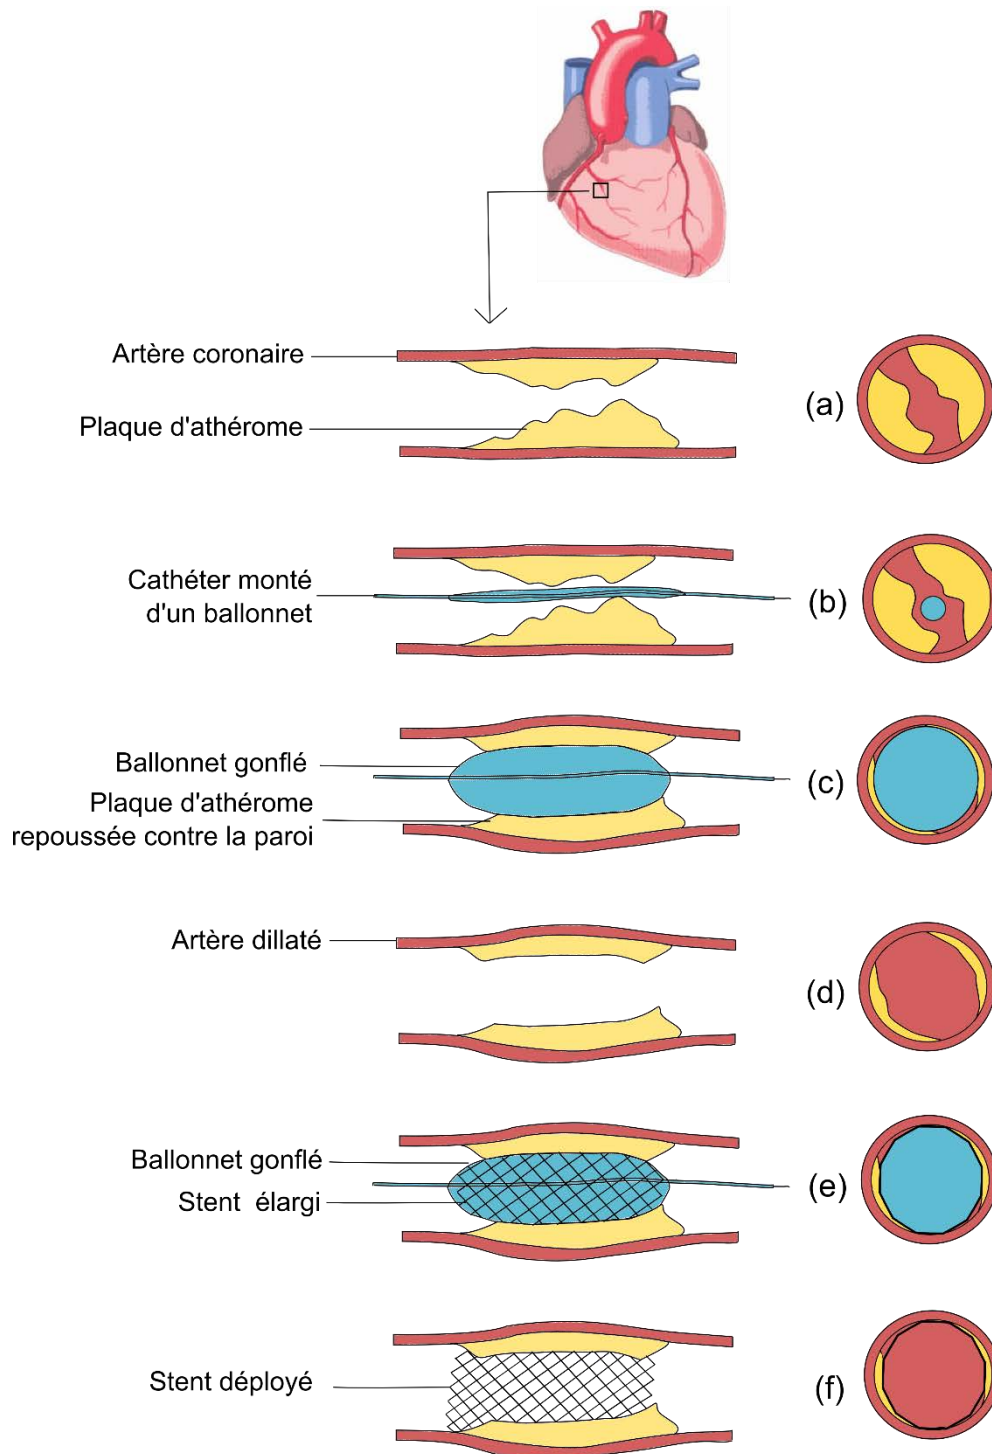 Artère coronaire
(a)
Plaque d'athérome
Cathéter monté
d'un ballonnet
(b)
Ballonnet gonflé
(c)
Plaque d'athérome
repoussée contre la paroi
Artère dillaté
(d)
Ballonnet gonflé
Stent élargi
(e)
Stent déployé
(f)